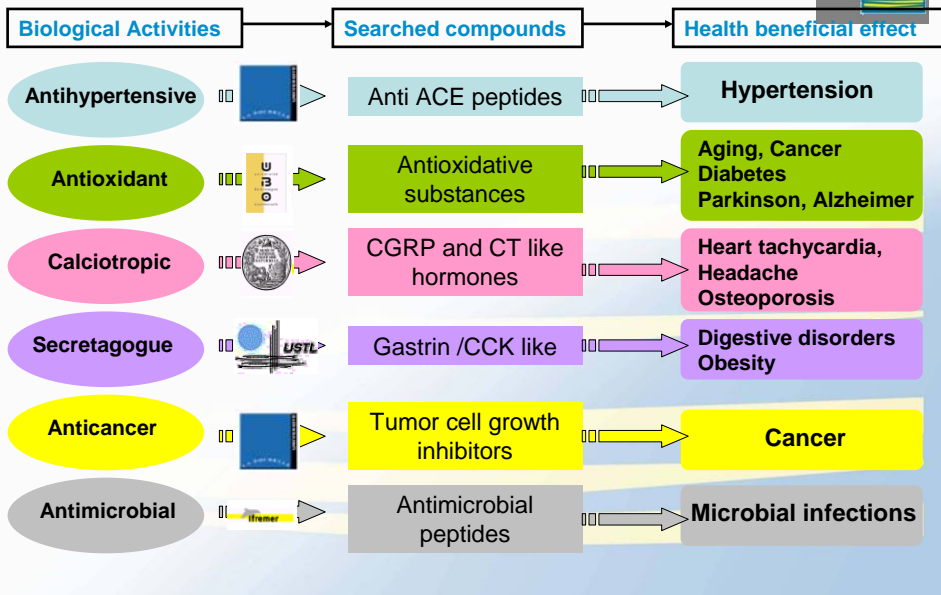 Biological Activities
Searched compounds
Health beneficial effect
Antihypertensive
Anti ACE peptides
Hypertension
Antioxidant
UBO
Antioxidative
substances
Aging, Cancer
Diabetes
Parkinson, Alzheimer
Calciotropic
CGRP and CT like
hormones
Heart tachycardia,
Headache
Osteoporosis
Secretagogue
USTL
Gastrin /CCK like
Digestive disorders
Obesity
Anticancer
Tumor cell growth
inhibitors
Cancer
Antimicrobial
Ifremer
Antimicrobial
peptides
Microbial infections